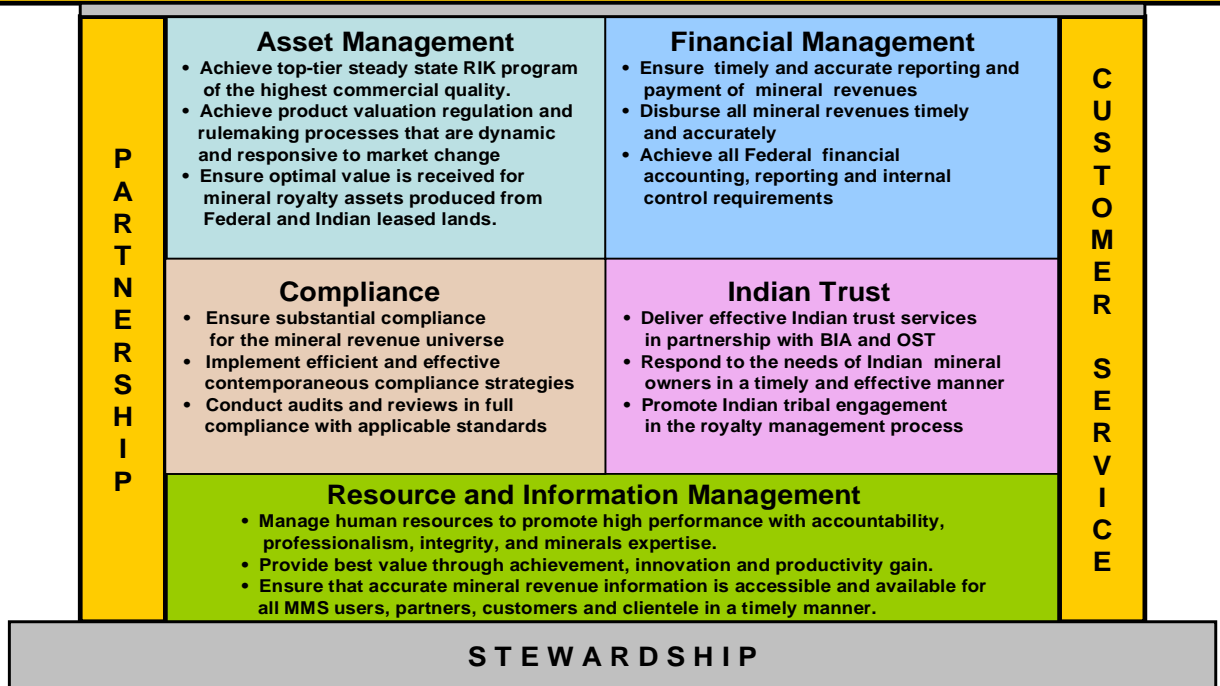 PARTNERSHIP
Asset Management
• Achieve top-tier steady state RIK program
of the highest commercial quality.
• Achieve product valuation regulation and
rulemaking processes that are dynamic
and responsive to market change
• Ensure optimal value is received for
mineral royalty assets produced from
Federal and Indian leased lands.
Financial Management
• Ensure timely and accurate reporting and
payment of mineral revenues
• Disburse all mineral revenues timely
and accurately
• Achieve all Federal financial
accounting, reporting and internal
control requirements
Compliance
• Ensure substantial compliance
for the mineral revenue universe
• Implement efficient and effective
contemporaneous compliance strategies
• Conduct audits and reviews in full
compliance with applicable standards
Indian Trust
• Deliver effective Indian trust services
in partnership with BIA and OST
• Respond to the needs of Indian mineral
owners in a timely and effective manner
• Promote Indian tribal engagement
in the royalty management process
Resource and Information Management
• Manage human resources to promote high performance with accountability,
professionalism, integrity, and minerals expertise.
• Provide best value through achievement, innovation and productivity gain.
• Ensure that accurate mineral revenue information is accessible and available for
all MMS users, partners, customers and clientele in a timely manner.
CUSTOMER SERVICE
STEWARDSHIP